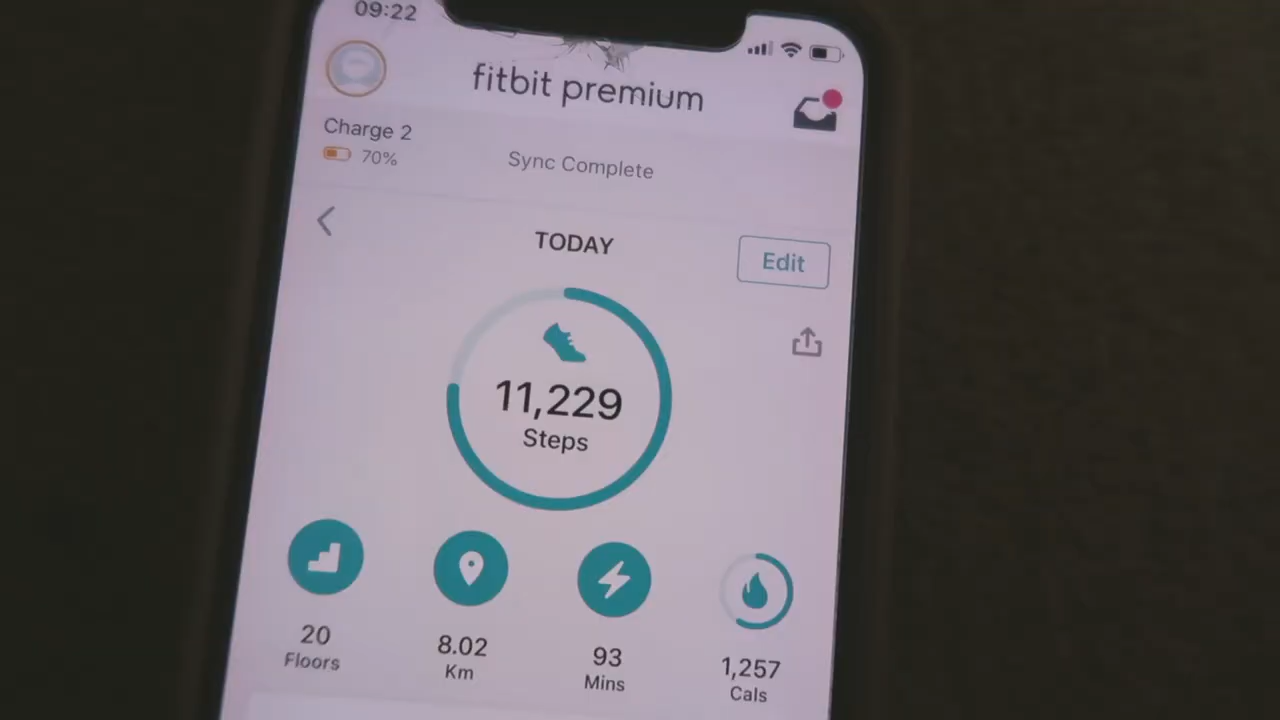 09:22
fitbit premium
Charge 2
70%
Sync Complete
TODAY
Edit
11,229
Steps
20
Floors
8.02
Km
93
Mins
1,257
Cals